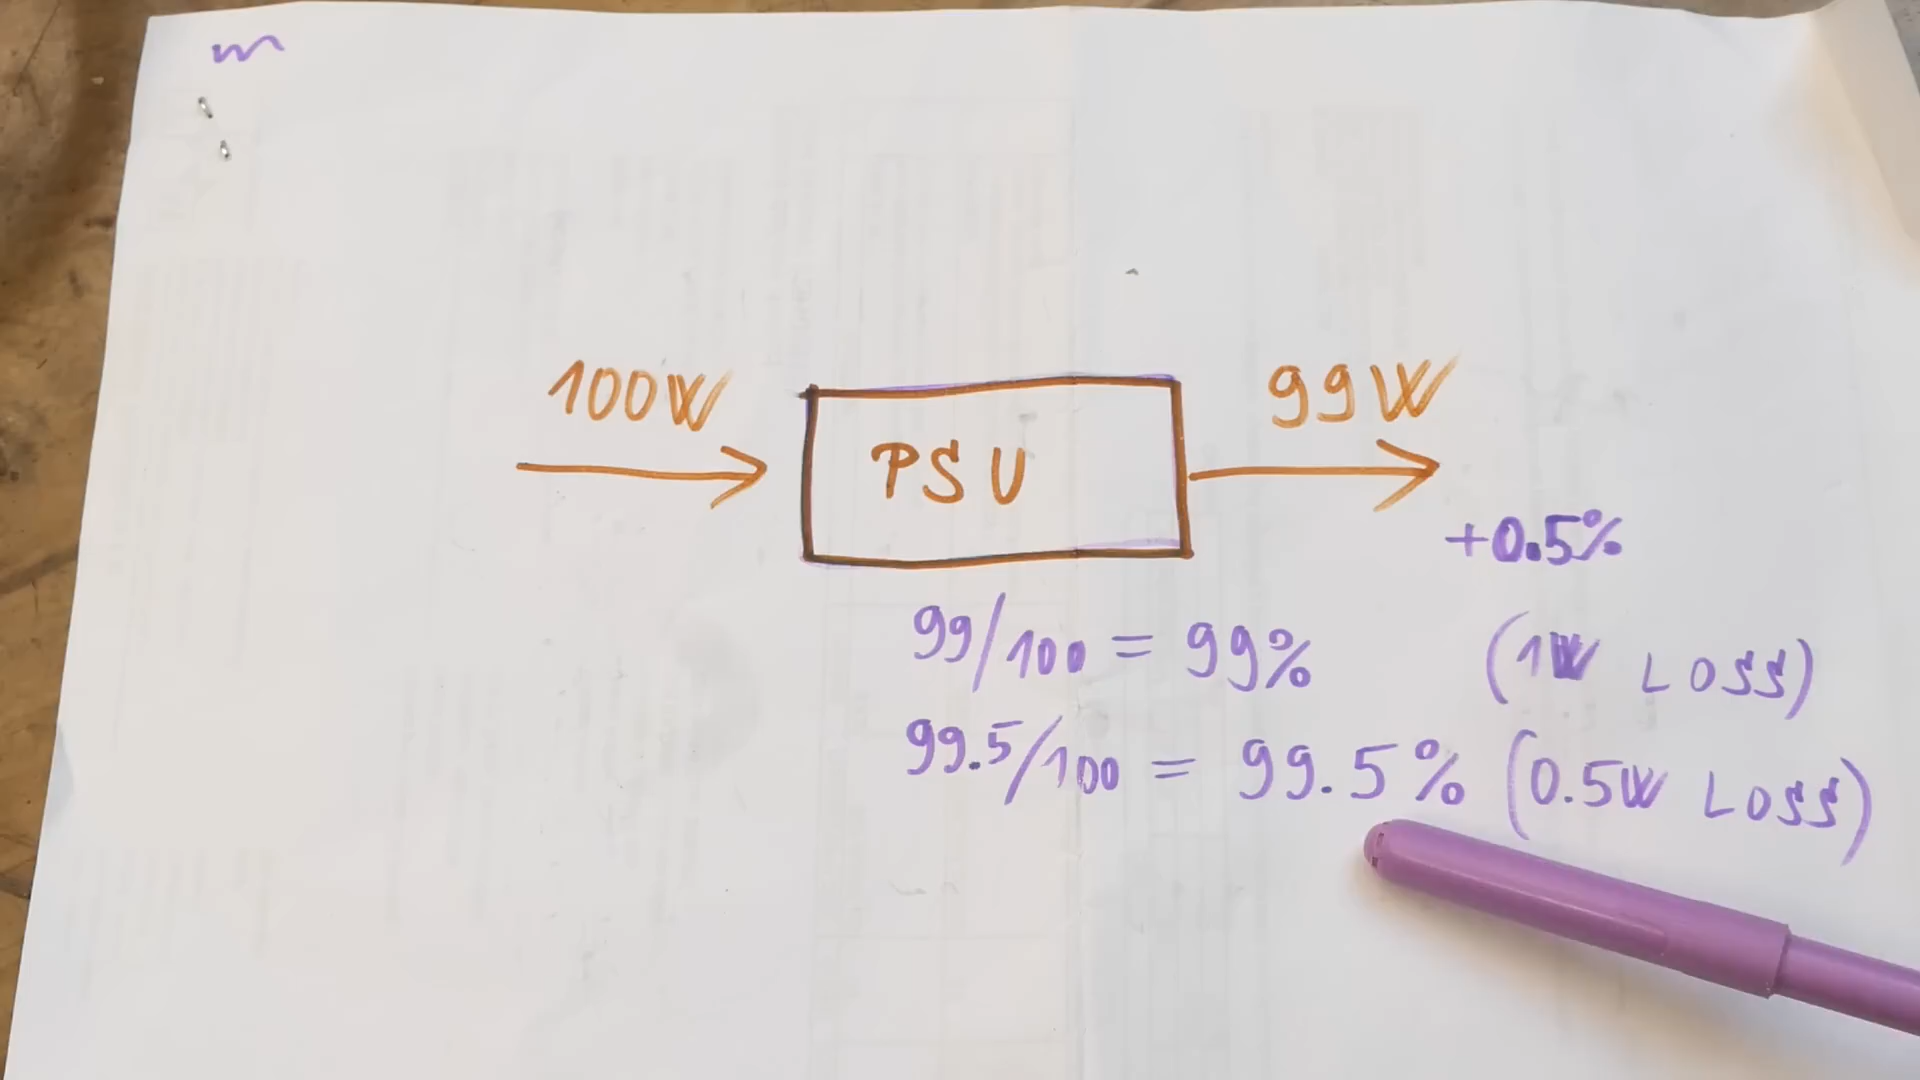 100W
PSU
99W
+0.5%
99/100 = 99% (1W LOSS)
99.5/100 = 99.5% (0.5W LOSS)